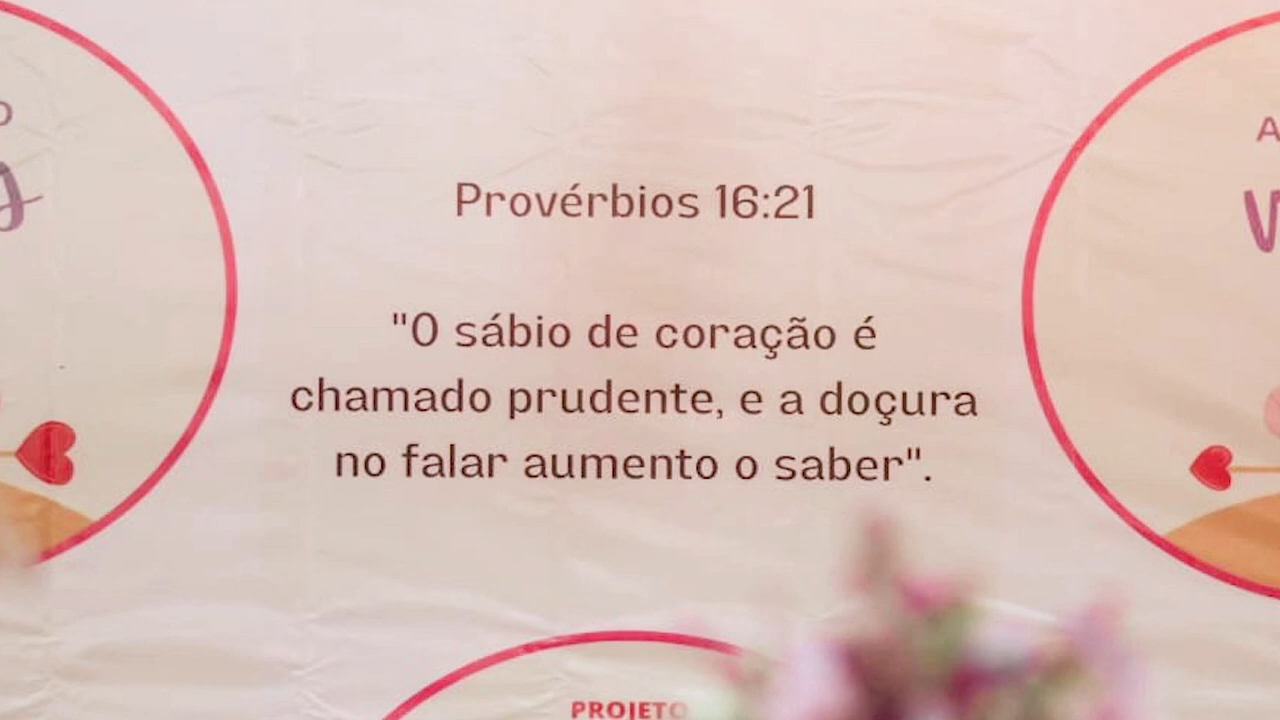 Provérbios 16:21
"O sábio de coração é
chamado prudente, e a doçura
no falar aumento o saber".
PROJETO